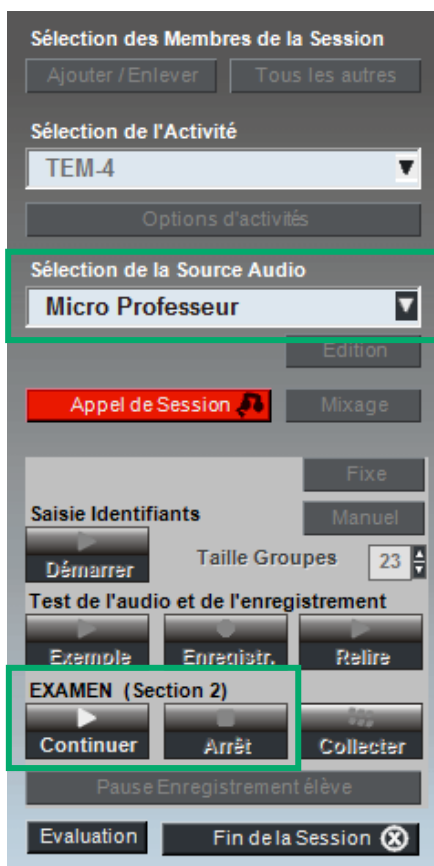 Sélection des Membres de la Session
Ajouter / Enlever Tous les autres
Sélection de l'Activité
TEM-4
Options d'activités
Sélection de la Source Audio
Micro Professeur
Edition
Appel de Session Mixage
Fixe
Saisie Identifiants Manuel
Démarrer Taille Groupes 23
Test de l'audio et de l'enregistrement
Exemple Enregistr. Relire
EXAMEN (Section 2)
Continuer Arrêt Collecter
Pause Enregistrement élève
Evaluation Fin de la Session